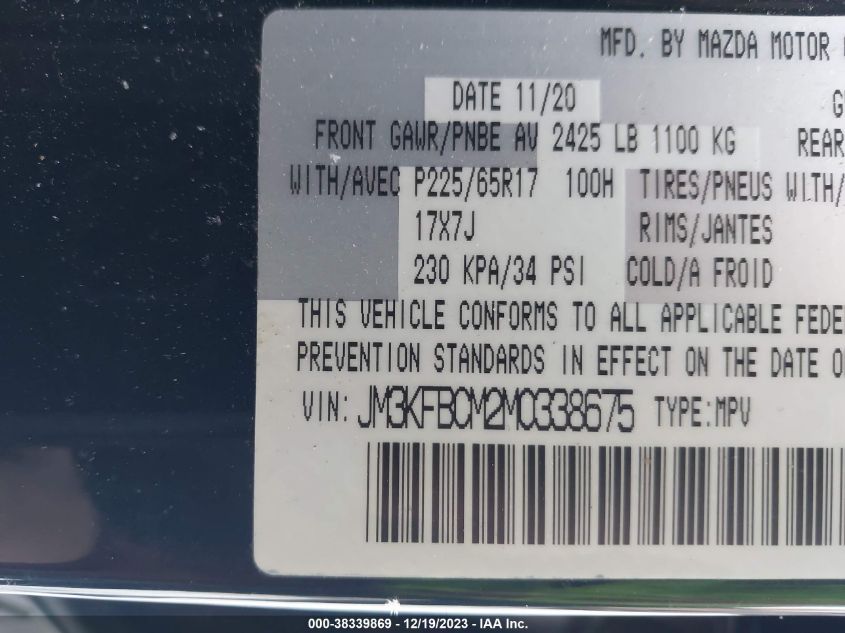 MFD. BY MAZDA MOTOR
DATE 11/20
FRONT GAWR/PNBE AV 2425 LB 1100 KG REAR
WITH/AVEC P225/65R17 100H TIRES/PNEUS WITH/
17X7J RIMS/JANTES
230 KPA/34 PSI COLD/A FROID
THIS VEHICLE CONFORMS TO ALL APPLICABLE FEDE
PREVENTION STANDARDS IN EFFECT ON THE DATE O
VIN: JM3KFBCM2M0338675 TYPE:MPV
000-38339869 - 12/19/2023 - IAA Inc.